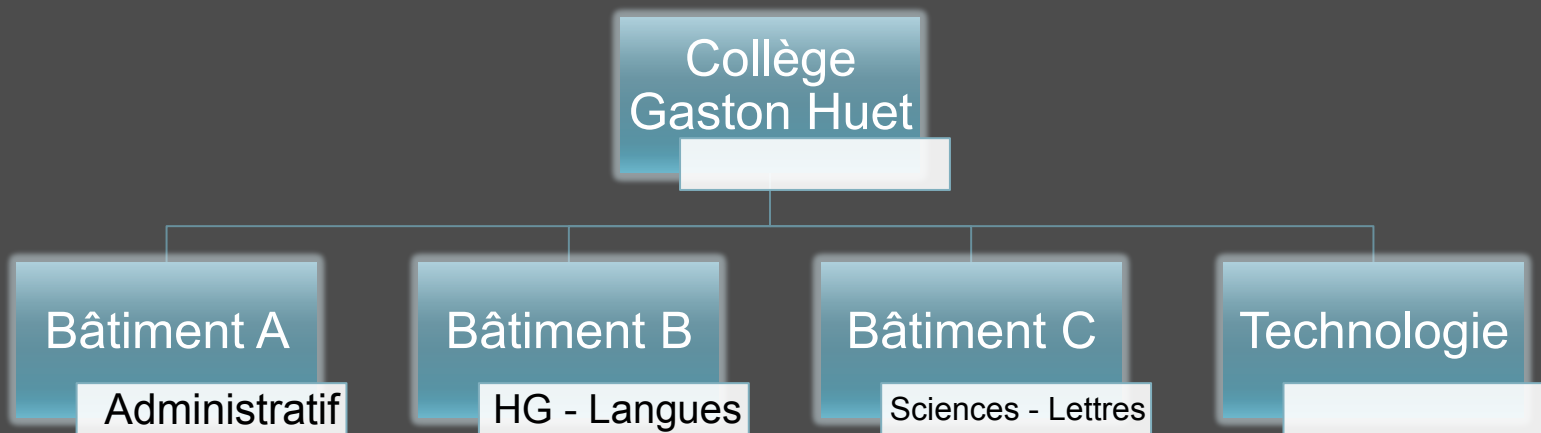 Collège
Gaston Huet
Bâtiment A
Bâtiment B
Bâtiment C
Technologie
Administratif
HG - Langues
Sciences - Lettres